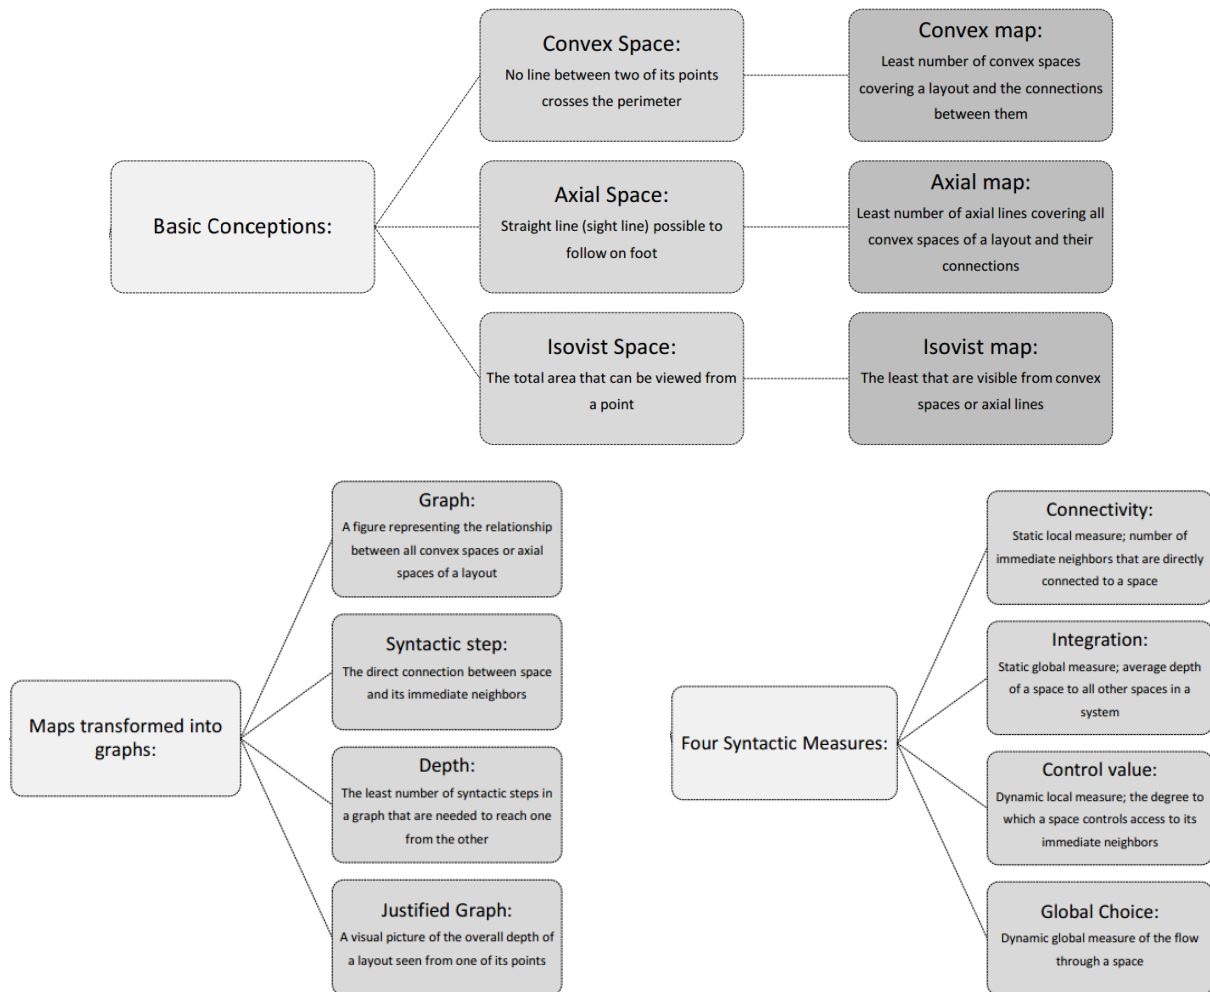 Basic Conceptions:
Convex Space:
No line between two of its points
crosses the perimeter
Convex map:
Least number of convex spaces
covering a layout and the connections
between them
Axial Space:
Straight line (sight line) possible to
follow on foot
Axial map:
Least number of axial lines covering all
convex spaces of a layout and their
connections
Isovist Space:
The total area that can be viewed from
a point
Isovist map:
The least that are visible from convex
spaces or axial lines
Maps transformed into
graphs:
Graph:
A figure representing the relationship
between all convex spaces or axial
spaces of a layout
Syntactic step:
The direct connection between space
and its immediate neighbors
Depth:
The least number of syntactic steps in
a graph that are needed to reach one
from the other
Justified Graph:
A visual picture of the overall depth of
a layout seen from one of its points
Four Syntactic Measures:
Connectivity:
Static local measure; number of
immediate neighbors that are directly
connected to a space
Integration:
Static global measure; average depth
of a space to all other spaces in a
system
Control value:
Dynamic local measure; the degree to
which a space controls access to its
immediate neighbors
Global Choice:
Dynamic global measure of the flow
through a space